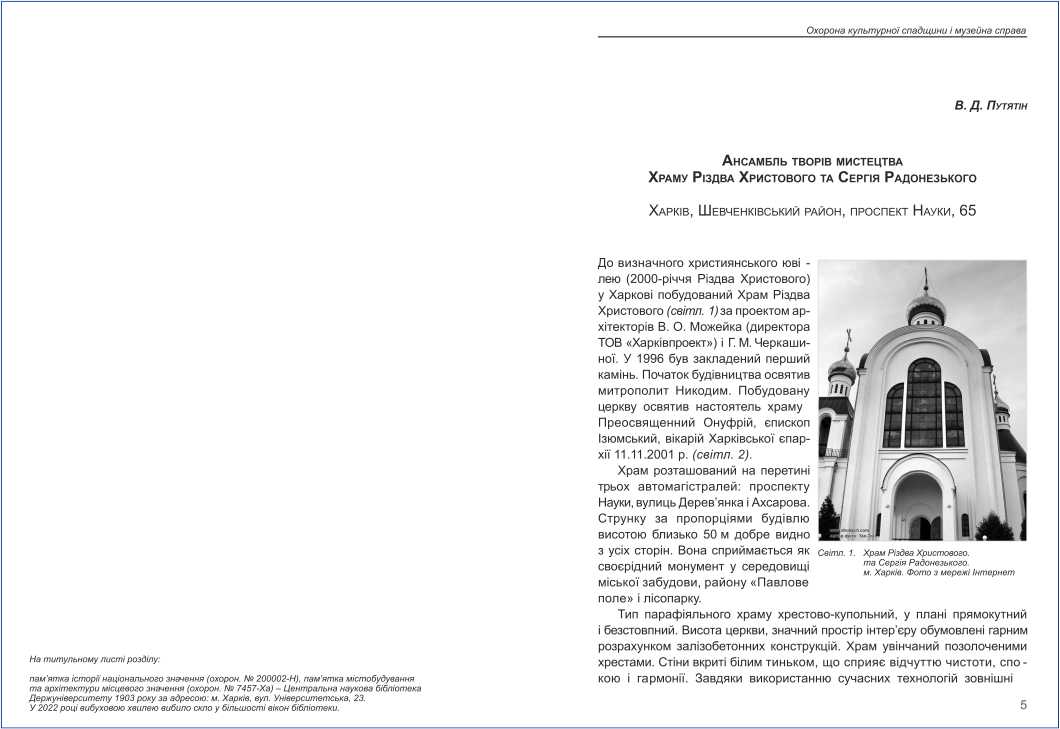 На титульному листі розділу:
пам’ятка історії національного значення (охорон. № 200002-Н), пам’ятка містобудування
та архітектури місцевого значення (охорон. № 7457-Ха) – Центральна наукова бібліотека
Держуніверситету 1903 року за адресою: м. Харків, вул. Університетська, 23.
У 2022 році вибуховою хвилею вибило скло у більшості вікон бібліотеки.
Охорона культурної спадщини і музейна справа
В. Д. Путятін
Ансамбль творів мистецтва
Храму Різдва Христового та Сергія Радонезького
Харків, Шевченківський район, проспект Науки, 65
До визначного християнського юві -
лею (2000-річчя Різдва Христового)
у Харкові побудований Храм Різдва
Христового (світл. 1) за проектом ар-
хітекторів В. О. Можейка (директора
ТОВ «Харківпроект») і Г. М. Черкаши-
ної. У 1996 був закладений перший
камінь. Початок будівництва освятив
митрополит Никодим. Побудовану
церкву освятив настоятель храму
Преосвященний Онуфрій, єпископ
Ізюмський, вікарій Харківської єпар-
хії 11.11.2001 р. (світл. 2).
Храм розташований на перетині
трьох автомагістралей: проспекту
Науки, вулиць Дерев’янка і Ахсарова.
Струнку за пропорціями будівлю
висотою близько 50 м добре видно
з усіх сторін. Вона сприймається як
своєрідний монумент у середовищі
міської забудови, району «Павлове
поле» і лісопарку.
Світл. 1. Храм Різдва Христового.
та Сергія Радонезького.
м. Харків. Фото з мережі Інтернет
Тип парафіяльного храму хрестово-купольний, у плані прямокутний
і безстовпний. Висота церкви, значний простір інтер’єру обумовлені гарним
розрахунком залізобетонних конструкцій. Храм увінчаний позолоченими
хрестами. Стіни вкриті білим тиньком, що сприяє відчуттю чистоти, спо -
кою і гармонії. Завдяки використанню сучасних технологій зовнішні
5